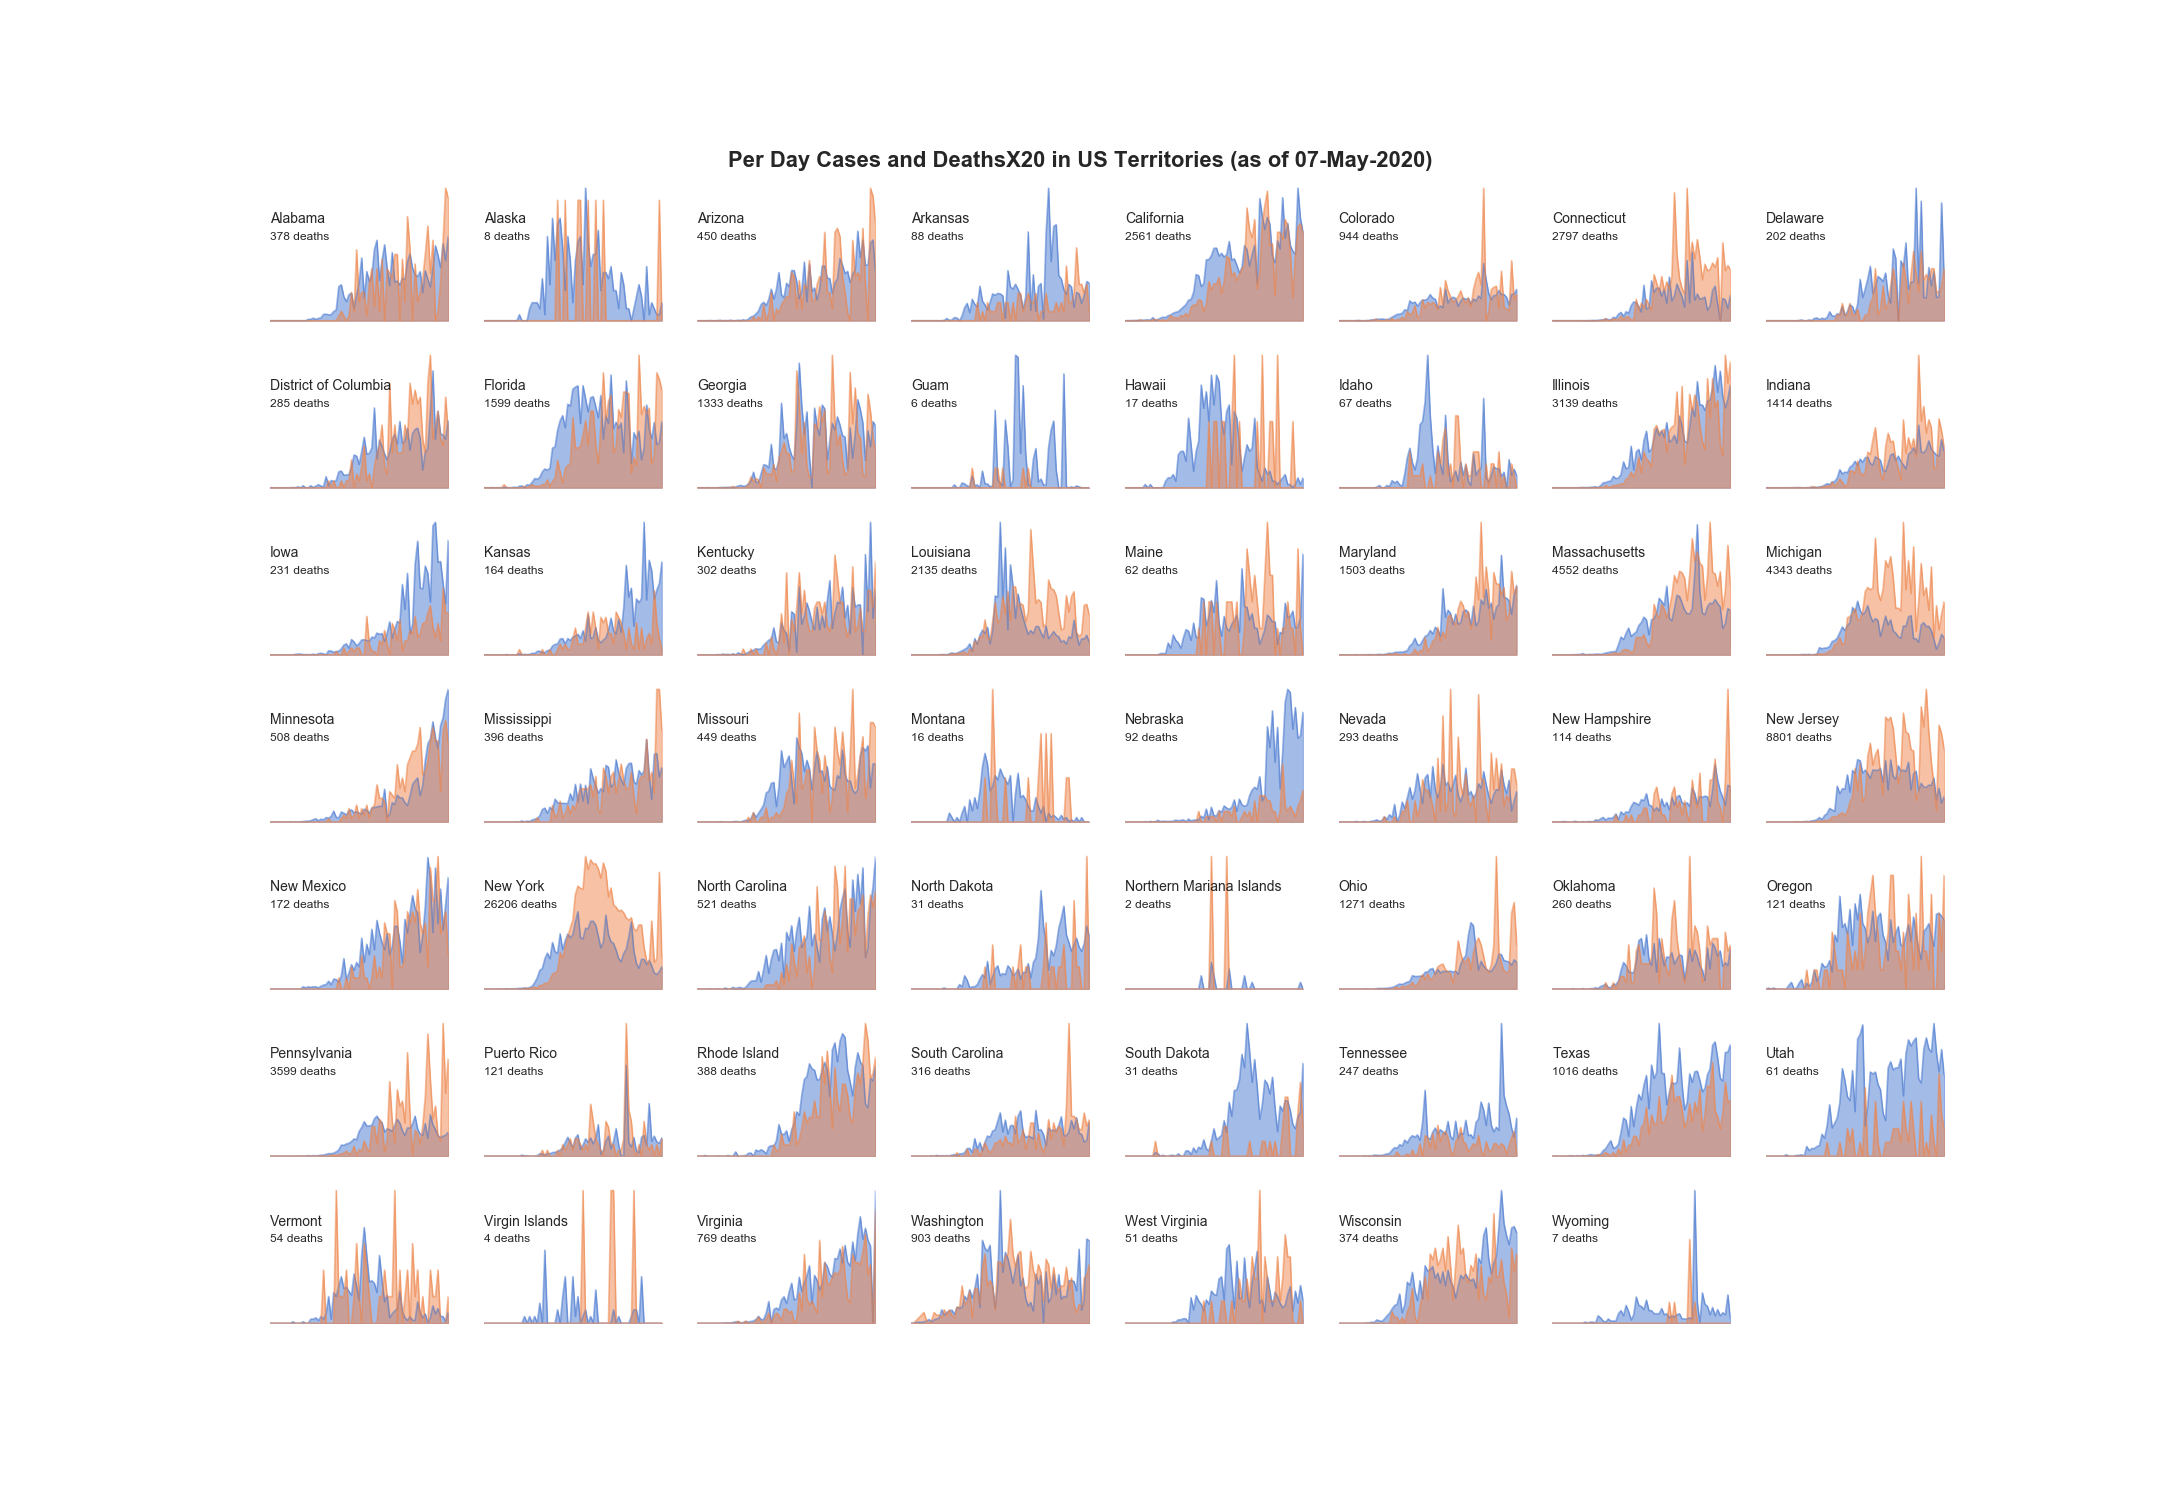 Per Day Cases and DeathsX20 in US Territories (as of 07-May-2020)
Alabama
378 deaths
Alaska
8 deaths
Arizona
450 deaths
Arkansas
88 deaths
California
2561 deaths
Colorado
944 deaths
Connecticut
2797 deaths
Delaware
202 deaths
District of Columbia
285 deaths
Florida
1599 deaths
Georgia
1333 deaths
Guam
6 deaths
Hawaii
17 deaths
Idaho
67 deaths
Illinois
3139 deaths
Indiana
1414 deaths
Iowa
231 deaths
Kansas
164 deaths
Kentucky
302 deaths
Louisiana
2135 deaths
Maine
62 deaths
Maryland
1503 deaths
Massachusetts
4552 deaths
Michigan
4343 deaths
Minnesota
508 deaths
Mississippi
396 deaths
Missouri
449 deaths
Montana
16 deaths
Nebraska
92 deaths
Nevada
293 deaths
New Hampshire
114 deaths
New Jersey
8801 deaths
New Mexico
172 deaths
New York
26206 deaths
North Carolina
521 deaths
North Dakota
31 deaths
Northern Mariana Islands
2 deaths
Ohio
1271 deaths
Oklahoma
260 deaths
Oregon
121 deaths
Pennsylvania
3599 deaths
Puerto Rico
121 deaths
Rhode Island
388 deaths
South Carolina
316 deaths
South Dakota
31 deaths
Tennessee
247 deaths
Texas
1016 deaths
Utah
61 deaths
Vermont
54 deaths
Virgin Islands
4 deaths
Virginia
769 deaths
Washington
903 deaths
West Virginia
51 deaths
Wisconsin
374 deaths
Wyoming
7 deaths